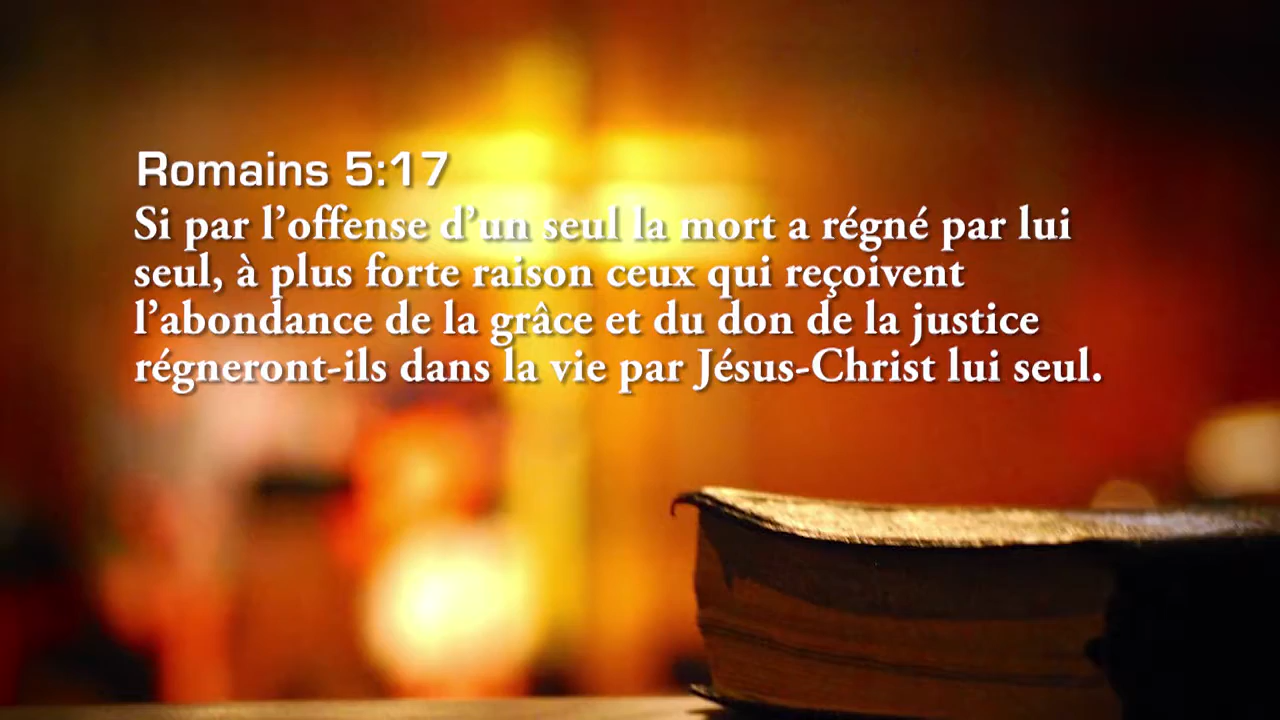 Romains 5:17
Si par l’offense d’un seul la mort a régné par lui
seul, à plus forte raison ceux qui reçoivent
l’abondance de la grâce et du don de la justice
régneront-ils dans la vie par Jésus-Christ lui seul.